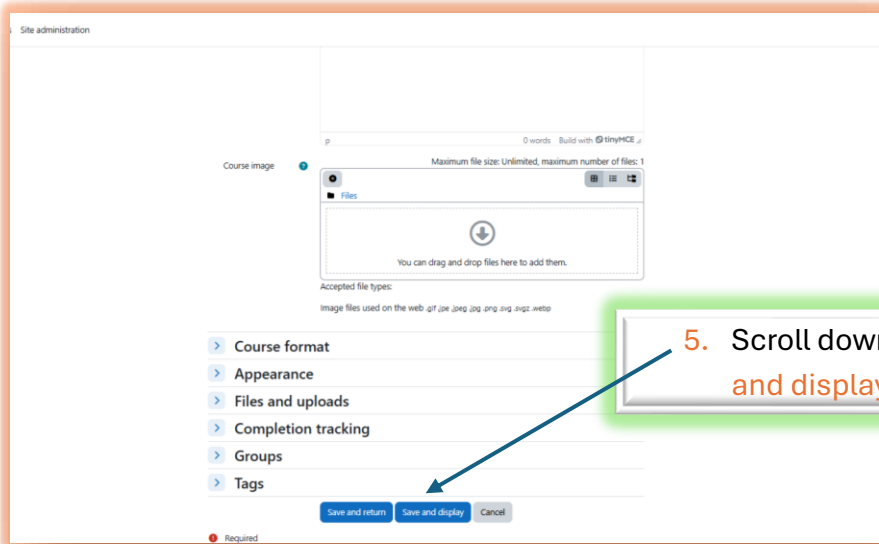 Site administration
p
0 words Build with tinyMCE
Course image
Maximum file size: Unlimited, maximum number of files: 1
Files
You can drag and drop files here to add them.
Accepted file types:
Image files used on the web .gif .jpe .jpeg .jpg .png .svg .svgz .webp
5. Scroll down
and display
Course format
Appearance
Files and uploads
Completion tracking
Groups
Tags
Save and return Save and display Cancel
Required